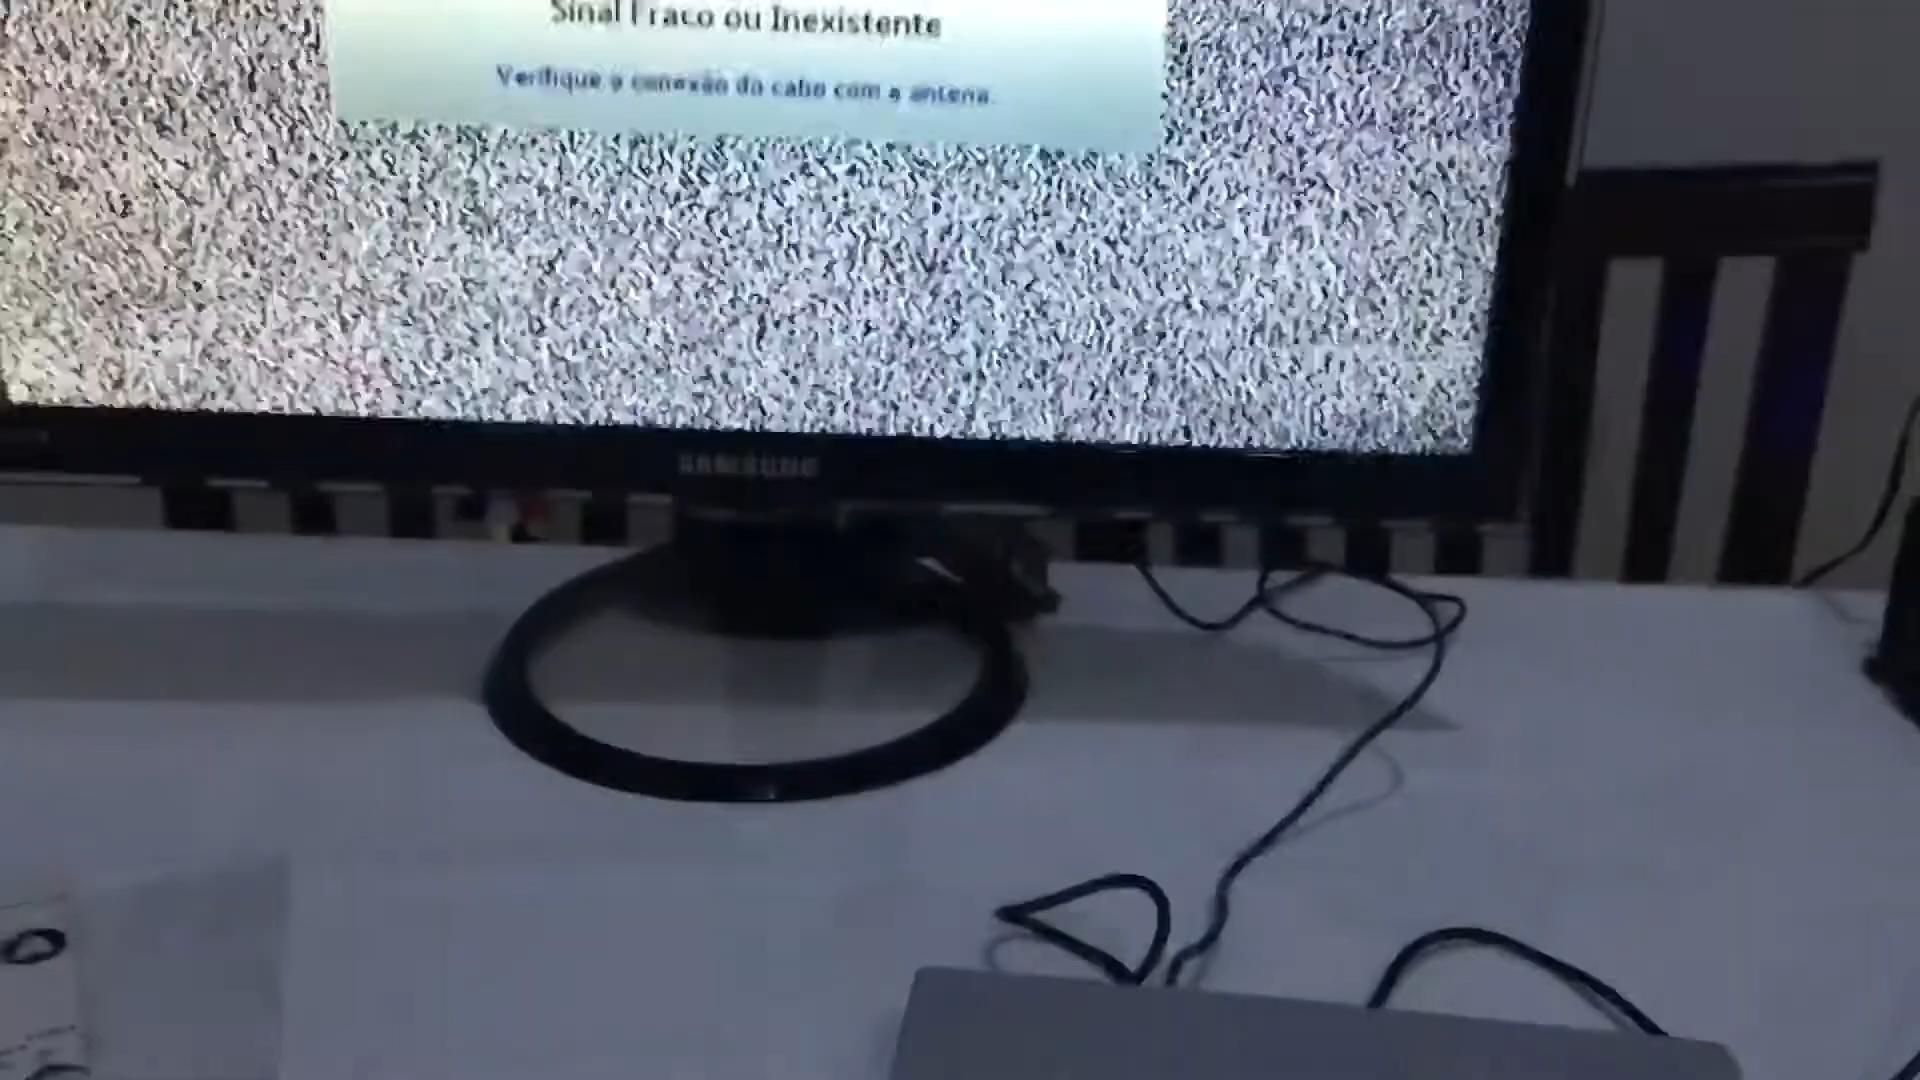 Sinal Fraco ou Inexistente
Verifique a conexão do cabo com a antena.
SAMSUNG